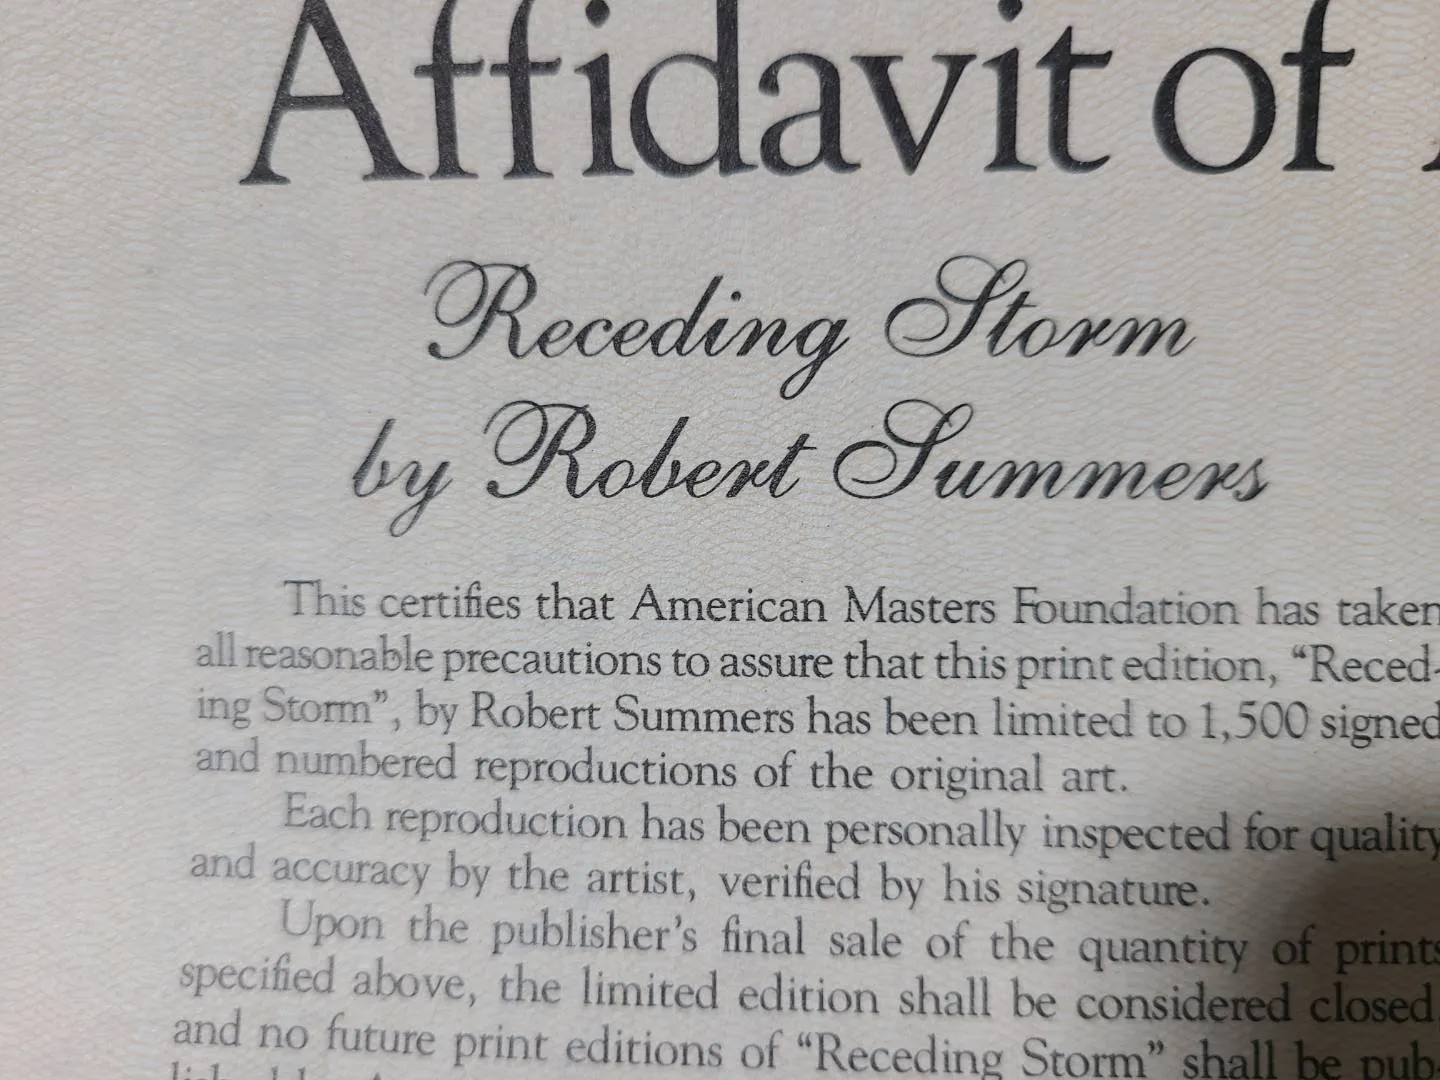 Affidavit of
Receding Storm
by Robert Summers
This certifies that American Masters Foundation has taken
all reasonable precautions to assure that this print edition, “Reced-
ing Storm”, by Robert Summers has been limited to 1,500 signed
and numbered reproductions of the original art.
Each reproduction has been personally inspected for quality
and accuracy by the artist, verified by his signature.
Upon the publisher’s final sale of the quantity of prints
specified above, the limited edition shall be considered closed
and no future print editions of “Receding Storm” shall be pub-